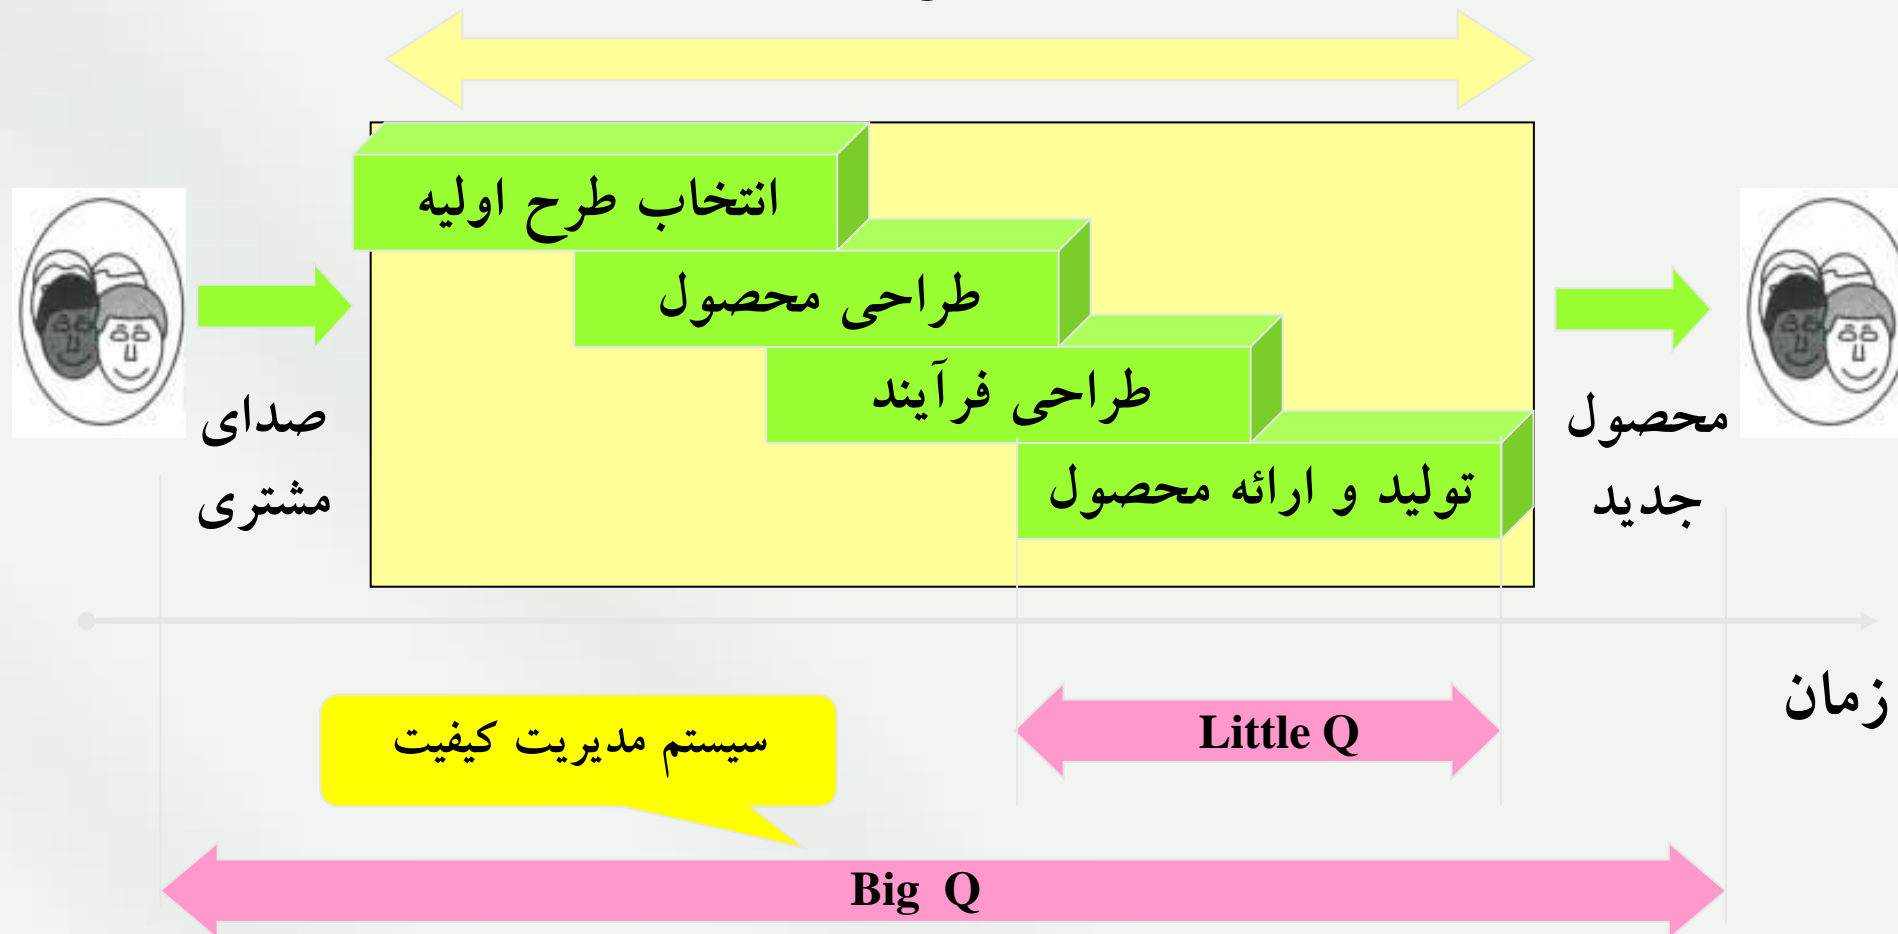 انتخاب طرح اولیه
طراحی محصول
طراحی فرآیند
تولید و ارائه محصول
صدای
مشتری
محصول
جدید
زمان
Little Q
سیستم مدیریت کیفیت
Big Q